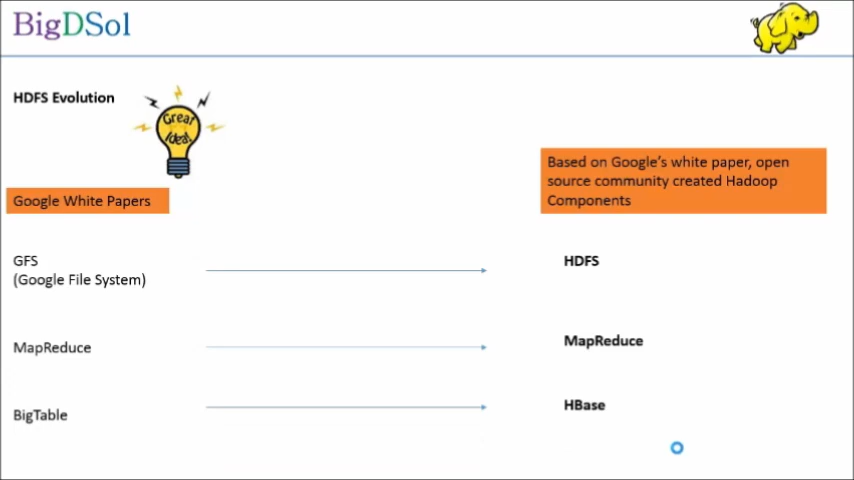 BigDSol
HDFS Evolution
Great
Idea!
Based on Google's white paper, open
source community created Hadoop
Components
Google White Papers
GFS
(Google File System)
HDFS
MapReduce
MapReduce
BigTable
HBase